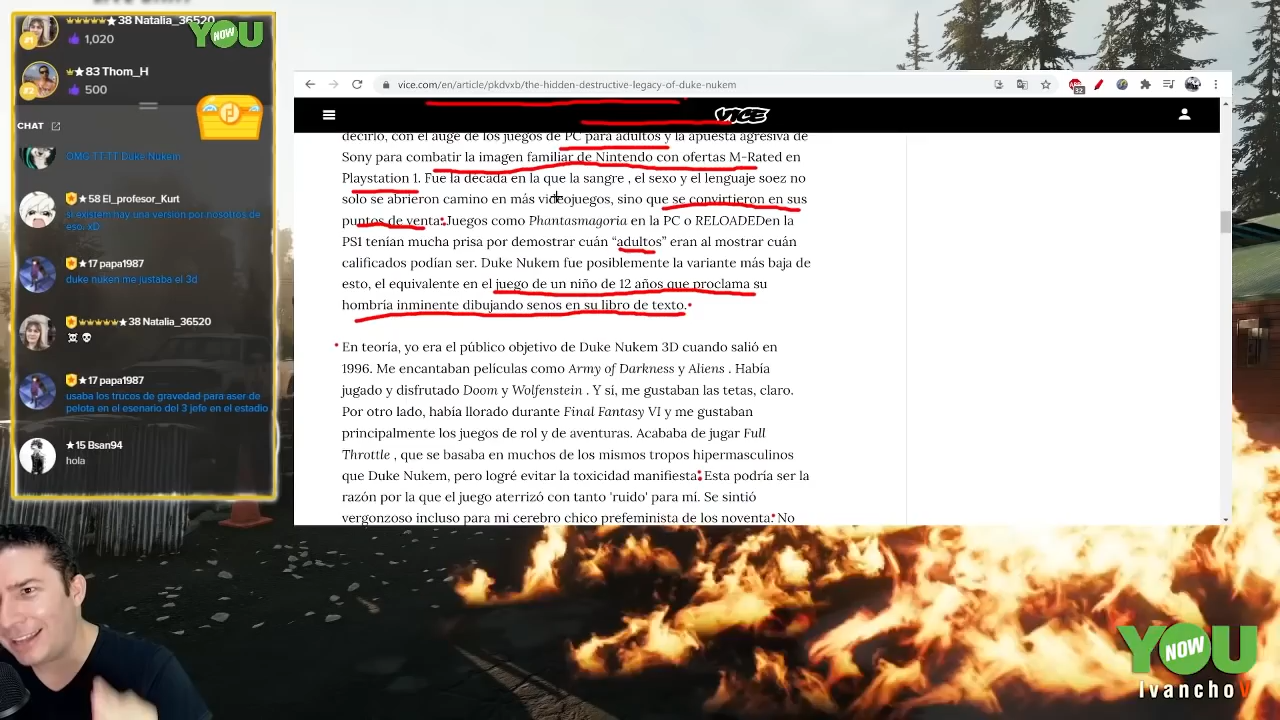 38 Natalia_36520
1,020
YOU
NOW
83 Thom_H
500
CHAT
OMG TT TT Duke Nukem
58 El_profesor_Kurt
si existem hay una version por nosotros de
eso. xD
17 papa1987
duke nuken me justaba el 3d
38 Natalia_36520
17 papa1987
usaba los trucos de gravedad para aser de
pelota en el esenario del 3 jefe en el estadio
15 Bsan94
hola
vice.com/en/article/pkdvxb/the-hidden-destructive-legacy-of-duke-nukem
32
VICE
decirlo, con el auge de los juegos de PC para adultos y la apuesta agresiva de
Sony para combatir la imagen familiar de Nintendo con ofertas M-Rated en
Playstation 1. Fue la década en la que la sangre , el sexo y el lenguaje soez no
solo se abrieron camino en más videojuegos, sino que se convirtieron en sus
puntos de venta. Juegos como Phantasmagoria en la PC o RELOADEDen la
PS1 tenían mucha prisa por demostrar cuán “adultos” eran al mostrar cuán
calificados podían ser. Duke Nukem fue posiblemente la variante más baja de
esto, el equivalente en el juego de un niño de 12 años que proclama su
hombría inminente dibujando senos en su libro de texto.
En teoría, yo era el público objetivo de Duke Nukem 3D cuando salió en
1996. Me encantaban películas como Army of Darkness y Aliens . Había
jugado y disfrutado Doom y Wolfenstein . Y sí, me gustaban las tetas, claro.
Por otro lado, había llorado durante Final Fantasy VI y me gustaban
principalmente los juegos de rol y de aventuras. Acababa de jugar Full
Throttle , que se basaba en muchos de los mismos tropos hipermasculinos
que Duke Nukem, pero logré evitar la toxicidad manifiesta. Esta podría ser la
razón por la que el juego aterrizó con tanto 'ruido' para mí. Se sintió
vergonzoso incluso para mi cerebro chico prefeminista de los noventa. No
YOU
NOW
IvanchoV